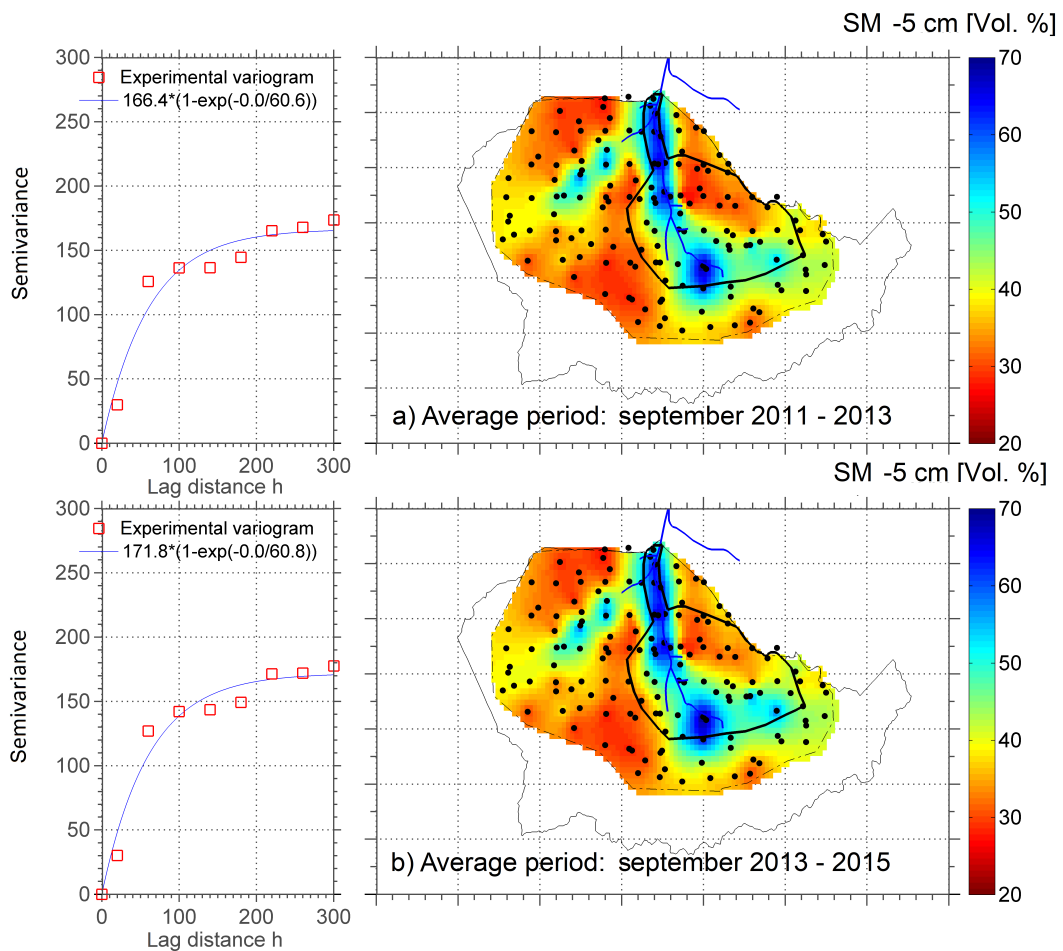 SM -5 cm [Vol. %]
300
250
200
150
100
50
0
Semivariance
Experimental variogram
166.4*(1-exp(-0.0/60.6))
0 100 200 300
Lag distance h
a) Average period: september 2011 - 2013
70
60
50
40
30
20
SM -5 cm [Vol. %]
300
250
200
150
100
50
0
Semivariance
Experimental variogram
171.8*(1-exp(-0.0/60.8))
0 100 200 300
Lag distance h
b) Average period: september 2013 - 2015
70
60
50
40
30
20